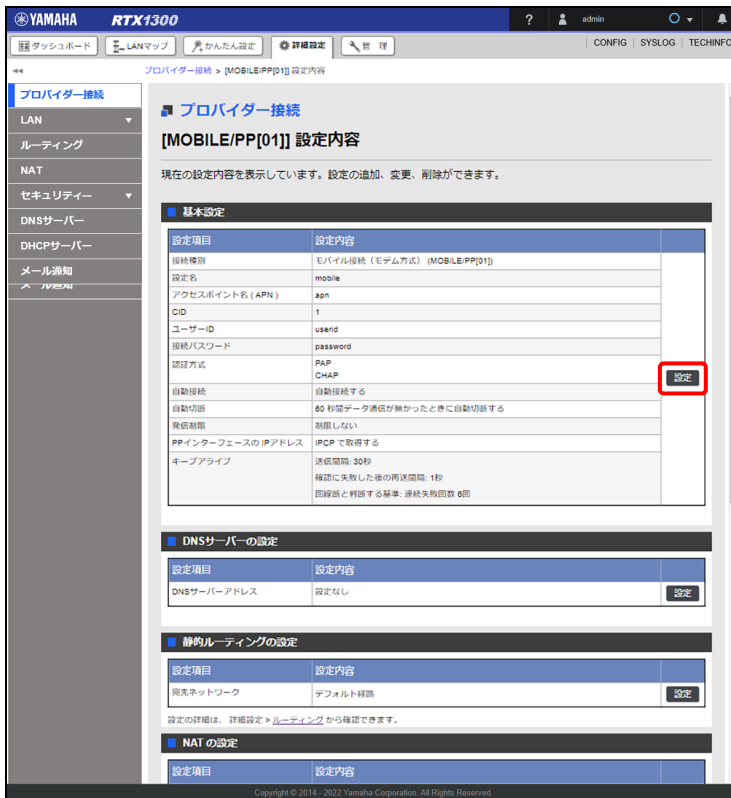 YAMAHA RTX1300 ? admin
ダッシュボード LANマップ かんたん設定 詳細設定 管 理 CONFIG SYSLOG TECHINFO
プロバイダー接続 > [MOBILE/PP[01]] 設定内容
プロバイダー接続
LAN
ルーティング
NAT
セキュリティー
DNSサーバー
DHCPサーバー
メール通知
メール通知
プロバイダー接続
[MOBILE/PP[01]] 設定内容
現在の設定内容を表示しています。設定の追加、変更、削除ができます。
基本設定
設定項目 設定内容
接続種別 モバイル接続（モデム方式） (MOBILE/PP[01])
設定名 mobile
アクセスポイント名 ( APN ) apn
CID 1
ユーザーID userid
接続パスワード password
認証方式 PAP
CHAP
設定
自動接続 自動接続する
自動切断 60 秒間データ通信が無かったときに自動切断する
発信制限 制限しない
PPインターフェースの IPアドレス IPCP で取得する
キープアライブ 送信間隔: 30秒
確認に失敗した後の再送間隔: 1秒
回線断と判断する基準: 連続失敗回数 6回
DNSサーバーの設定
設定項目 設定内容
DNSサーバーアドレス 設定なし 設定
静的ルーティングの設定
設定項目 設定内容
宛先ネットワーク デフォルト経路 設定
設定の詳細は、 詳細設定 > ルーティング から確認できます。
NAT の設定
設定項目 設定内容
Copyright © 2014 - 2022 Yamaha Corporation. All Rights Reserved.